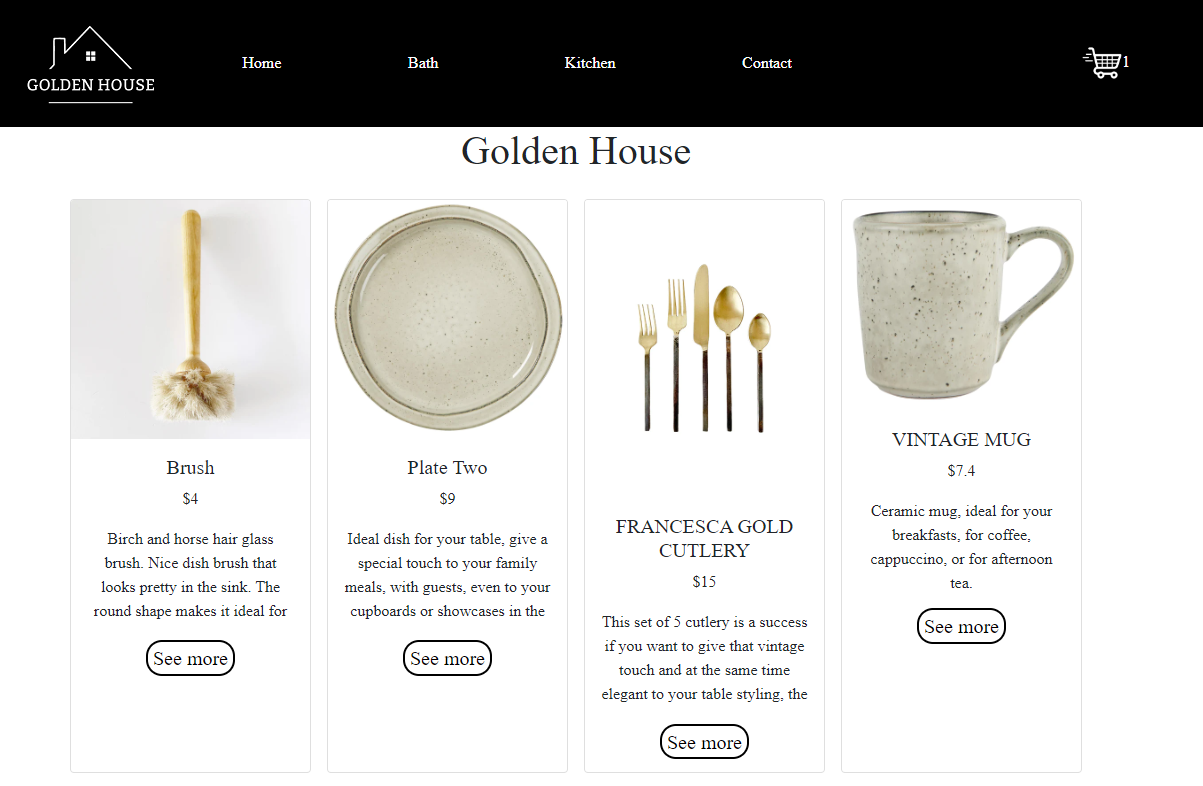 GOLDEN HOUSE
Home
Bath
Kitchen
Contact
1
Golden House
Brush
$4
Birch and horse hair glass
brush. Nice dish brush that
looks pretty in the sink. The
round shape makes it ideal for
See more
Plate Two
$9
Ideal dish for your table, give a
special touch to your family
meals, with guests, even to your
cupboards or showcases in the
See more
FRANCESCA GOLD
CUTLERY
$15
This set of 5 cutlery is a success
if you want to give that vintage
touch and at the same time
elegant to your table styling, the
See more
VINTAGE MUG
$7.4
Ceramic mug, ideal for your
breakfasts, for coffee,
cappuccino, or for afternoon
tea.
See more